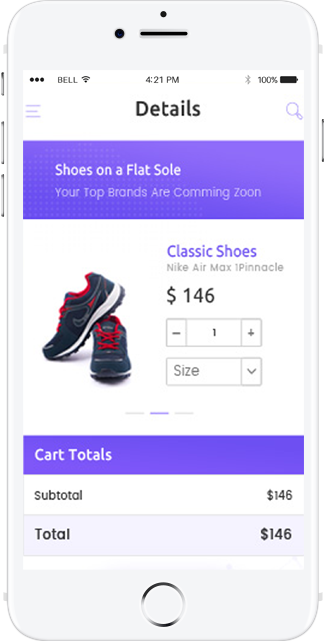 BELL 4:21 PM 100%
Details
Shoes on a Flat Sole
Your Top Brands Are Comming Zoon
Classic Shoes
Nike Air Max 1Pinnacle
$ 146
− 1 +
Size
Cart Totals
Subtotal $146
Total $146